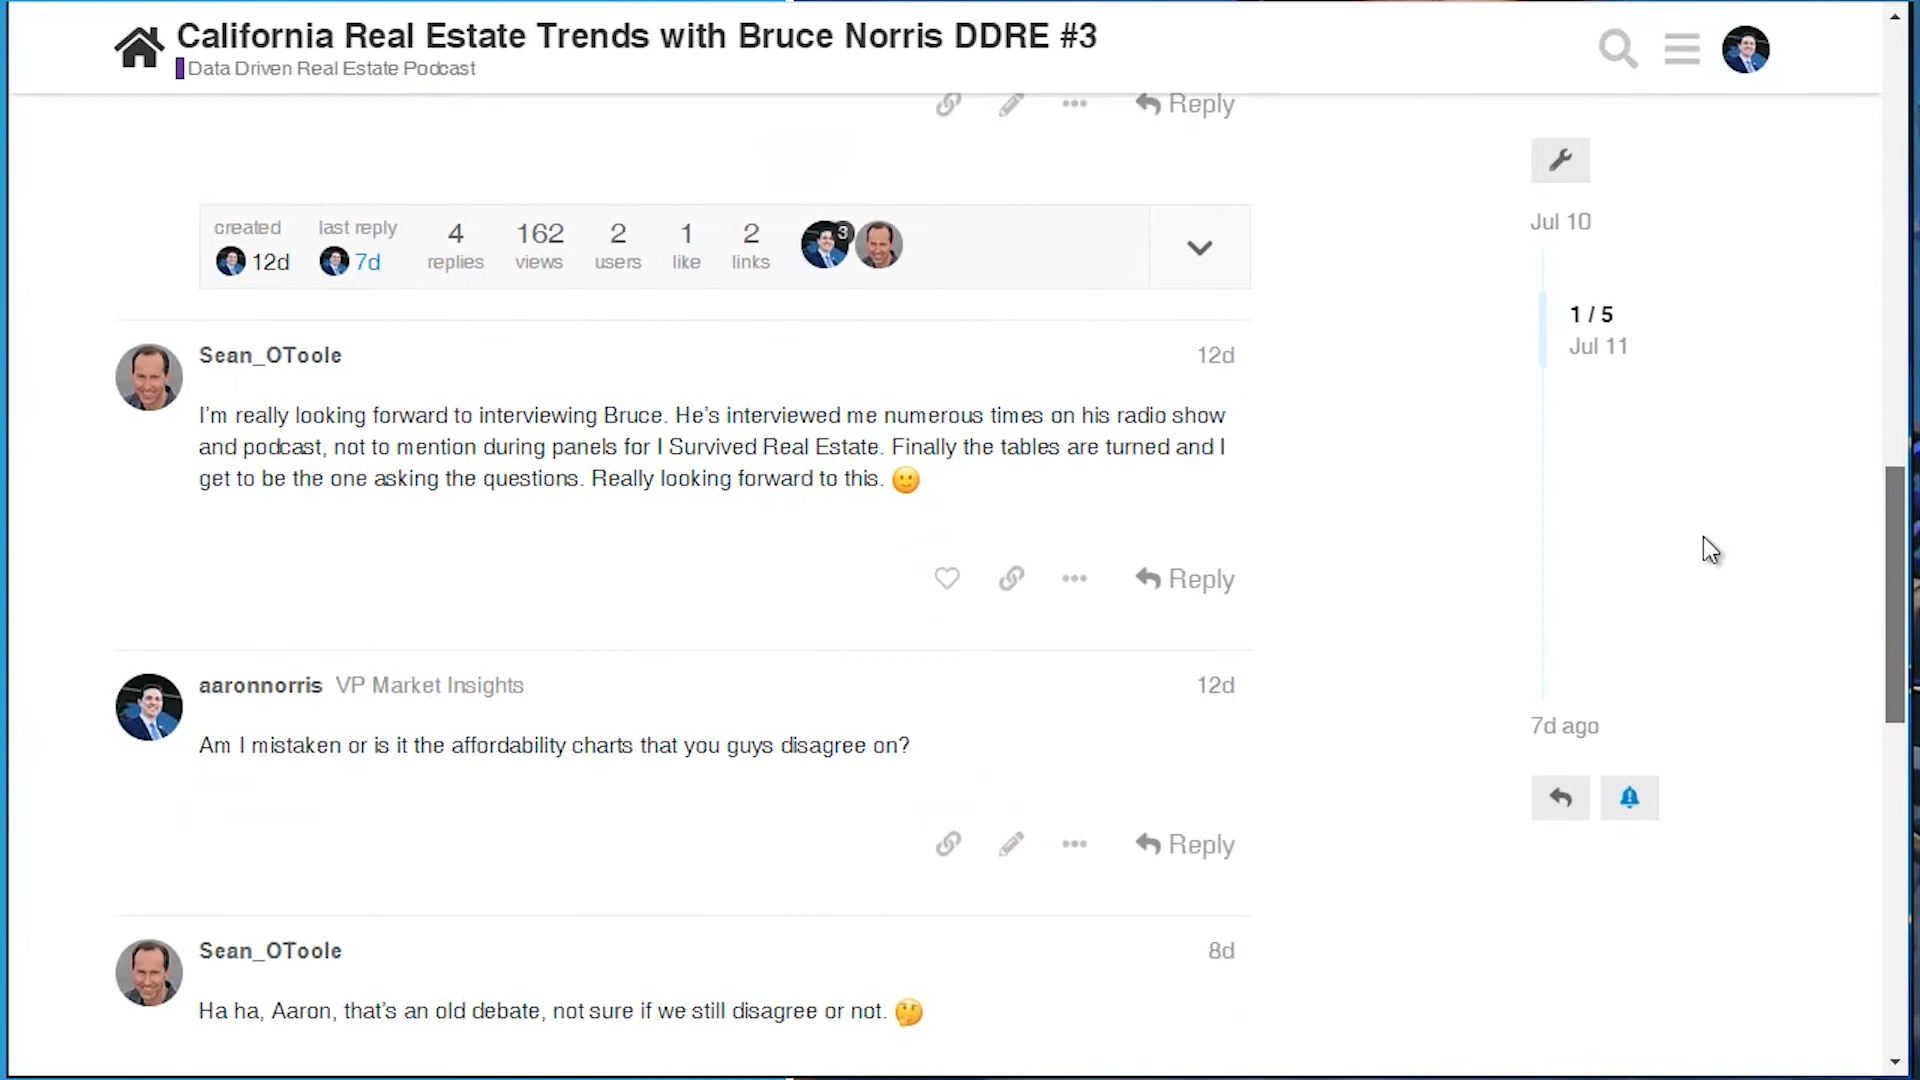 California Real Estate Trends with Bruce Norris DDRE #3
Data Driven Real Estate Podcast
Reply
Jul 10
created
last reply
4
162
2
1
2
3
12d
7d
replies
views
users
like
links
1 / 5
Jul 11
Sean_OToole
12d
I'm really looking forward to interviewing Bruce. He's interviewed me numerous times on his radio show
and podcast, not to mention during panels for I Survived Real Estate. Finally the tables are turned and I
get to be the one asking the questions. Really looking forward to this.
Reply
aaronnorris VP Market Insights
12d
Am I mistaken or is it the affordability charts that you guys disagree on?
7d ago
Reply
Sean_OToole
8d
Ha ha, Aaron, that's an old debate, not sure if we still disagree or not.